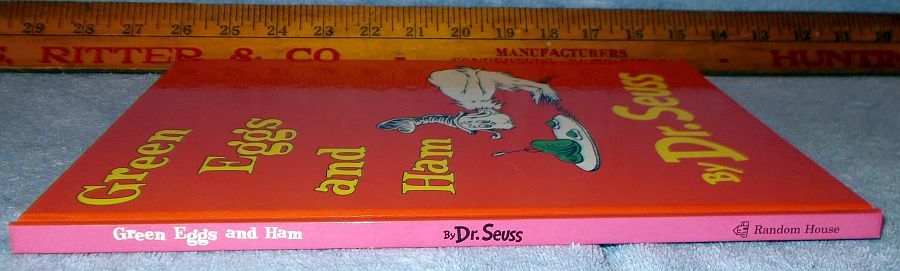 29 28 27 26 25 24 23 22 21 20 19 18 17 16 15 14 13 12 11 10
S, RITTER & CO - MANUFACTURERS - HUNTI
Green
Eggs
and
Ham
By Dr. Seuss
Green Eggs and Ham By Dr. Seuss Random House